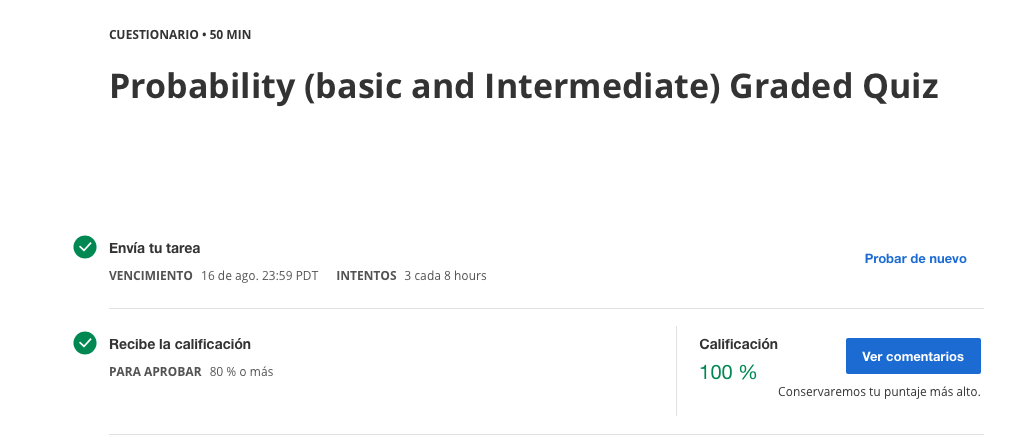 CUESTIONARIO • 50 MIN
Probability (basic and Intermediate) Graded Quiz
Envía tu tarea
VENCIMIENTO 16 de ago. 23:59 PDT INTENTOS 3 cada 8 hours
Probar de nuevo
Recibe la calificación
PARA APROBAR 80 % o más
Calificación
100 %
Ver comentarios
Conservaremos tu puntaje más alto.